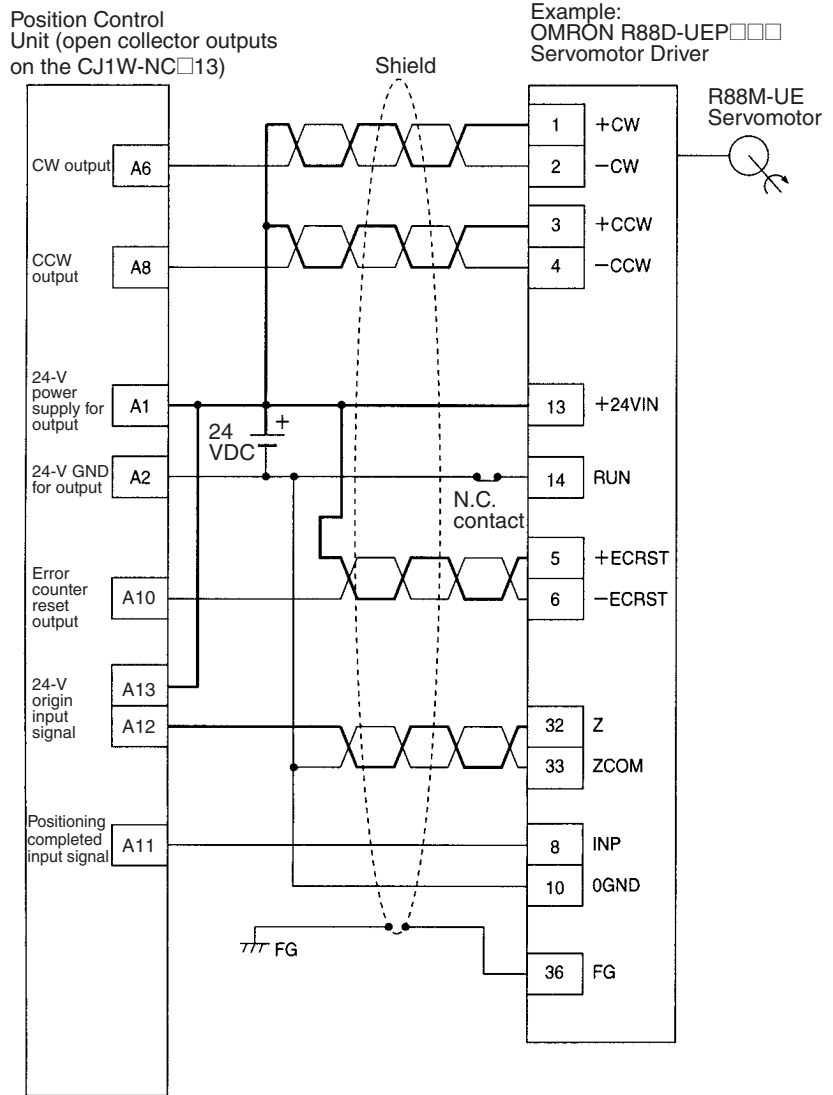 Position Control
Unit (open collector outputs
on the CJ1W-NC□13)
Shield
Example:
OMRON R88D-UEP□□□
Servomotor Driver
R88M-UE
Servomotor
CW output
A6
1
+CW
2
−CW
CCW
output
A8
3
+CCW
4
−CCW
24-V
power
supply for
output
A1
24
VDC
+
13
+24VIN
24-V GND
for output
A2
N.C.
contact
14
RUN
Error
counter
reset
output
A10
5
+ECRST
6
−ECRST
24-V
origin
input
signal
A13
A12
32
Z
33
ZCOM
Positioning
completed
input signal
A11
8
INP
10
0GND
FG
36
FG